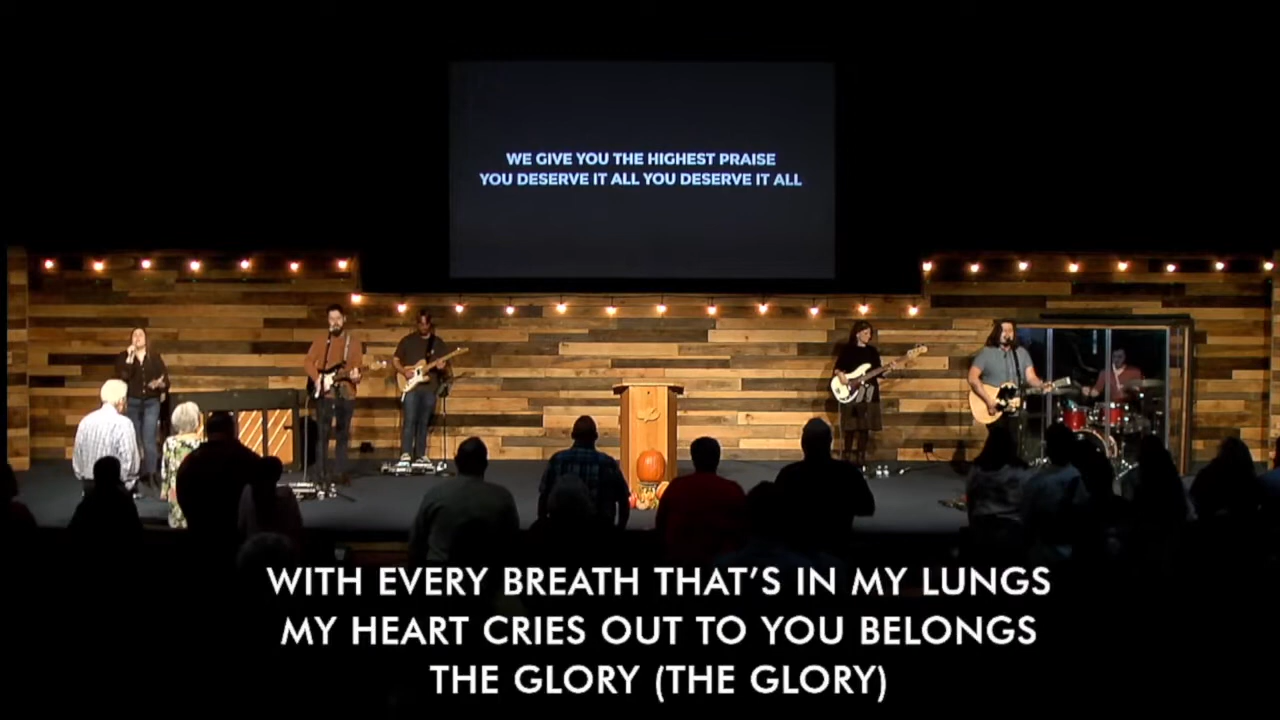 WE GIVE YOU THE HIGHEST PRAISE
YOU DESERVE IT ALL YOU DESERVE IT ALL
WITH EVERY BREATH THAT'S IN MY LUNGS
MY HEART CRIES OUT TO YOU BELONGS
THE GLORY (THE GLORY)